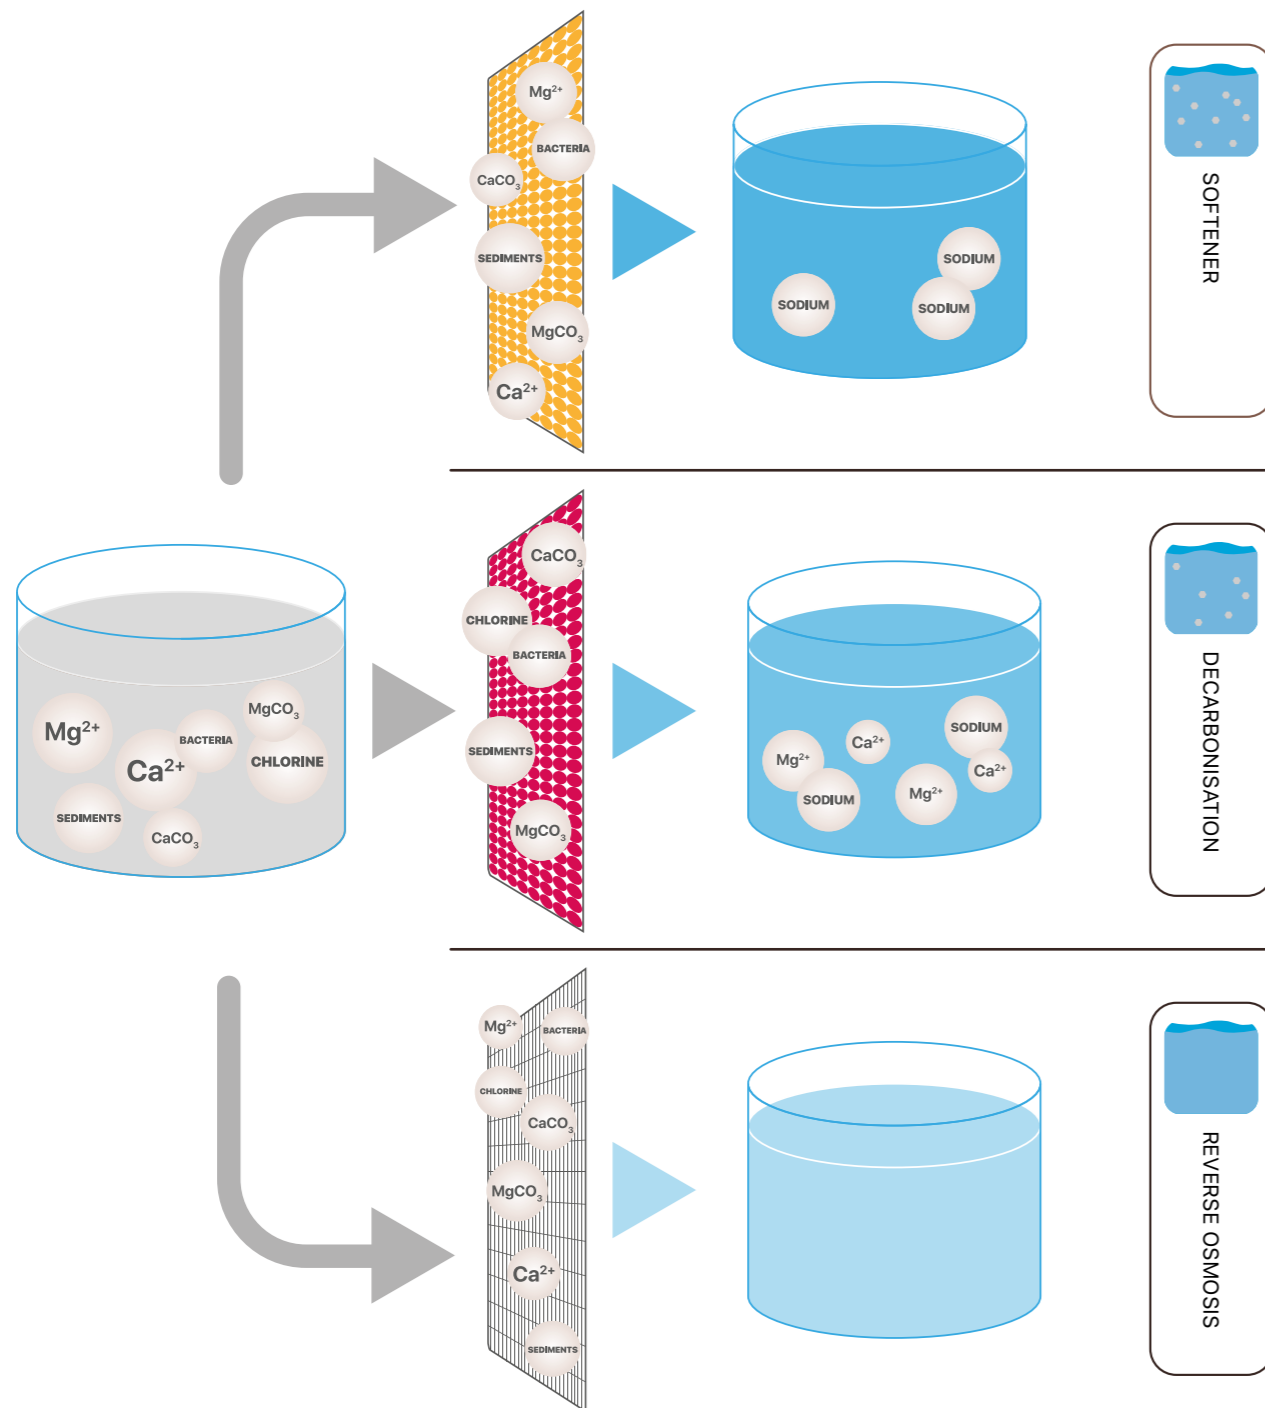 Mg²⁺
BACTERIA
CaCO₃
SEDIMENTS
MgCO₃
Ca²⁺
SODIUM
SODIUM
SODIUM
SOFTENER
Mg²⁺
Ca²⁺
BACTERIA
MgCO₃
CHLORINE
SEDIMENTS
CaCO₃
CaCO₃
CHLORINE
BACTERIA
SEDIMENTS
MgCO₃
Mg²⁺
SODIUM
Ca²⁺
Mg²⁺
SODIUM
Ca²⁺
DECARBONISATION
Mg²⁺
BACTERIA
CHLORINE
CaCO₃
MgCO₃
Ca²⁺
SEDIMENTS
REVERSE OSMOSIS